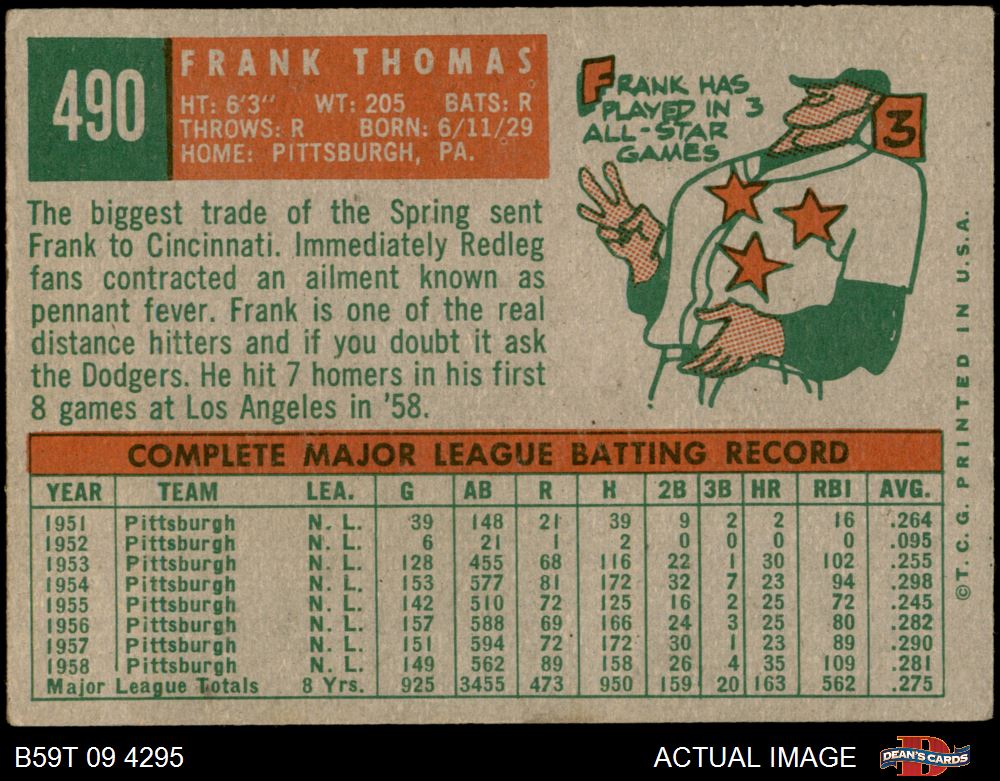 490
FRANK THOMAS
HT: 6'3" WT: 205 BATS: R
THROWS: R BORN: 6/11/29
HOME: PITTSBURGH, PA.
FRANK HAS
PLAYED IN 3
ALL-STAR
GAMES
3
The biggest trade of the Spring sent
Frank to Cincinnati. Immediately Redleg
fans contracted an ailment known as
pennant fever. Frank is one of the real
distance hitters and if you doubt it ask
the Dodgers. He hit 7 homers in his first
8 games at Los Angeles in '58.
COMPLETE MAJOR LEAGUE BATTING RECORD
YEAR TEAM LEA. G AB R H 2B 3B HR RBI AVG.
1951 Pittsburgh N. L. 39 148 21 39 9 2 2 16 .264
1952 Pittsburgh N. L. 6 21 1 2 0 0 0 0 .095
1953 Pittsburgh N. L. 128 455 68 116 22 1 30 102 .255
1954 Pittsburgh N. L. 153 577 81 172 32 7 23 94 .298
1955 Pittsburgh N. L. 142 510 72 125 16 2 25 72 .245
1956 Pittsburgh N. L. 157 588 69 166 24 3 25 80 .282
1957 Pittsburgh N. L. 151 594 72 172 30 1 23 89 .290
1958 Pittsburgh N. L. 149 562 89 158 26 4 35 109 .281
Major League Totals 8 Yrs. 925 3455 473 950 159 20 163 562 .275
©T. C. G. PRINTED IN U.S.A.
B59T 09 4295
ACTUAL IMAGE
DEAN'S CARDS